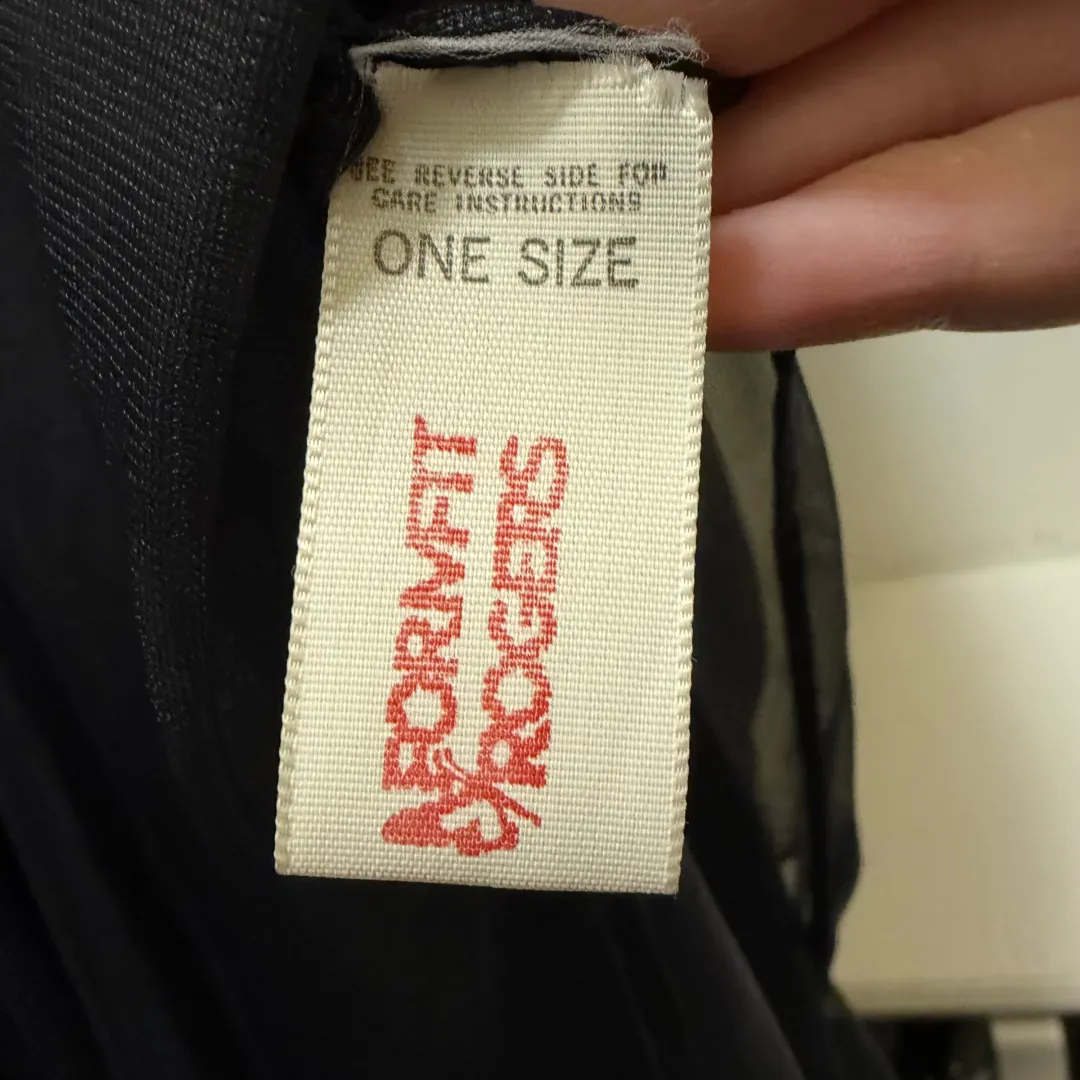 SEE REVERSE SIDE FOR
CARE INSTRUCTIONS
ONE SIZE
FORMFIT
ROGERS